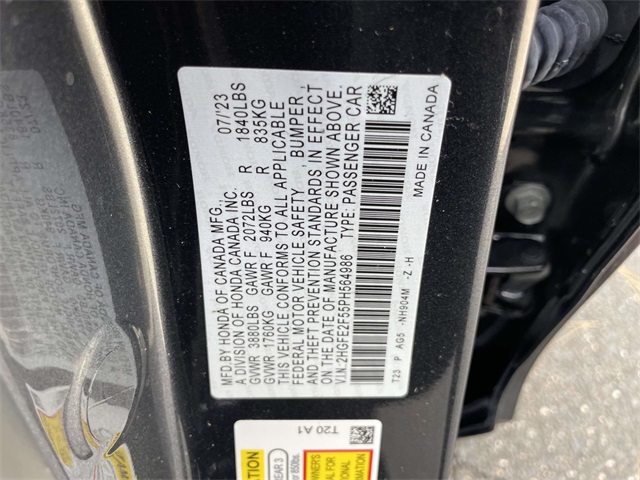 MFD.BY HONDA OF CANADA MFG., 07/'23
A DIVISION OF HONDA CANADA INC.
GVWR 3880LBS GAWR F 2072LBS R 1840LBS
GVWR 1760KG GAWR F 940KG R 835KG
THIS VEHICLE CONFORMS TO ALL APPLICABLE
FEDERAL MOTOR VEHICLE SAFETY , BUMPER,
AND THEFT PREVENTION STANDARDS IN EFFECT
ON THE DATE OF MANUFACTURE SHOWN ABOVE.
V.I.N: 2HGFE2F55PH564986 TYPE: PASSENGER CAR
T23 P AG5 -NH904M -Z -H
MADE IN CANADA
T20 A1
REAR 3